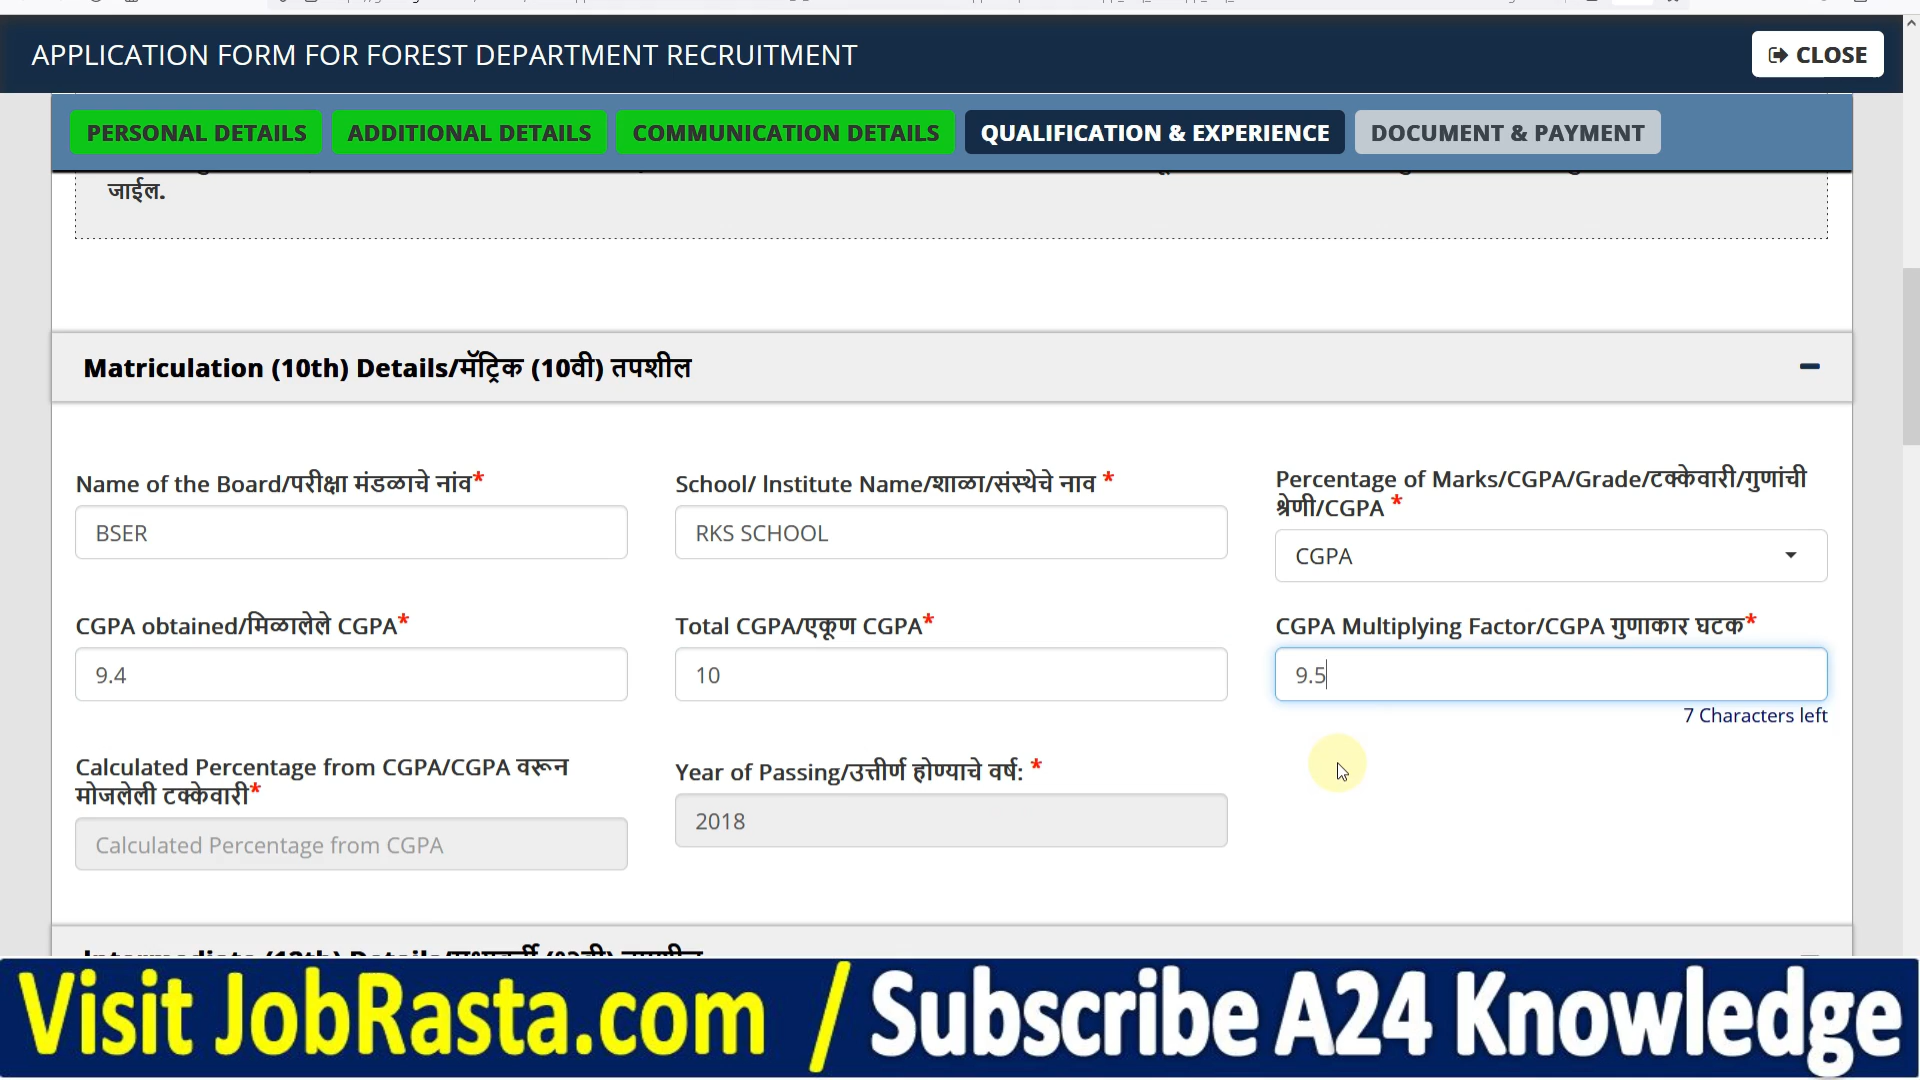 APPLICATION FORM FOR FOREST DEPARTMENT RECRUITMENT
CLOSE
PERSONAL DETAILS
ADDITIONAL DETAILS
COMMUNICATION DETAILS
QUALIFICATION & EXPERIENCE
DOCUMENT & PAYMENT
जाईल.
Matriculation (10th) Details/मॅट्रिक (10वी) तपशील
Name of the Board/परीक्षा मंडळाचे नांव*
BSER
School/ Institute Name/शाळा/संस्थेचे नाव *
RKS SCHOOL
Percentage of Marks/CGPA/Grade/टक्केवारी/गुणांची
श्रेणी/CGPA *
CGPA
CGPA obtained/मिळालेले CGPA*
9.4
Total CGPA/एकूण CGPA*
10
CGPA Multiplying Factor/CGPA गुणाकार घटक*
9.5
7 Characters left
Calculated Percentage from CGPA/CGPA वरून
मोजलेली टक्केवारी*
Calculated Percentage from CGPA
Year of Passing/उत्तीर्ण होण्याचे वर्ष: *
2018
Visit JobRasta.com / Subscribe A24 Knowledge